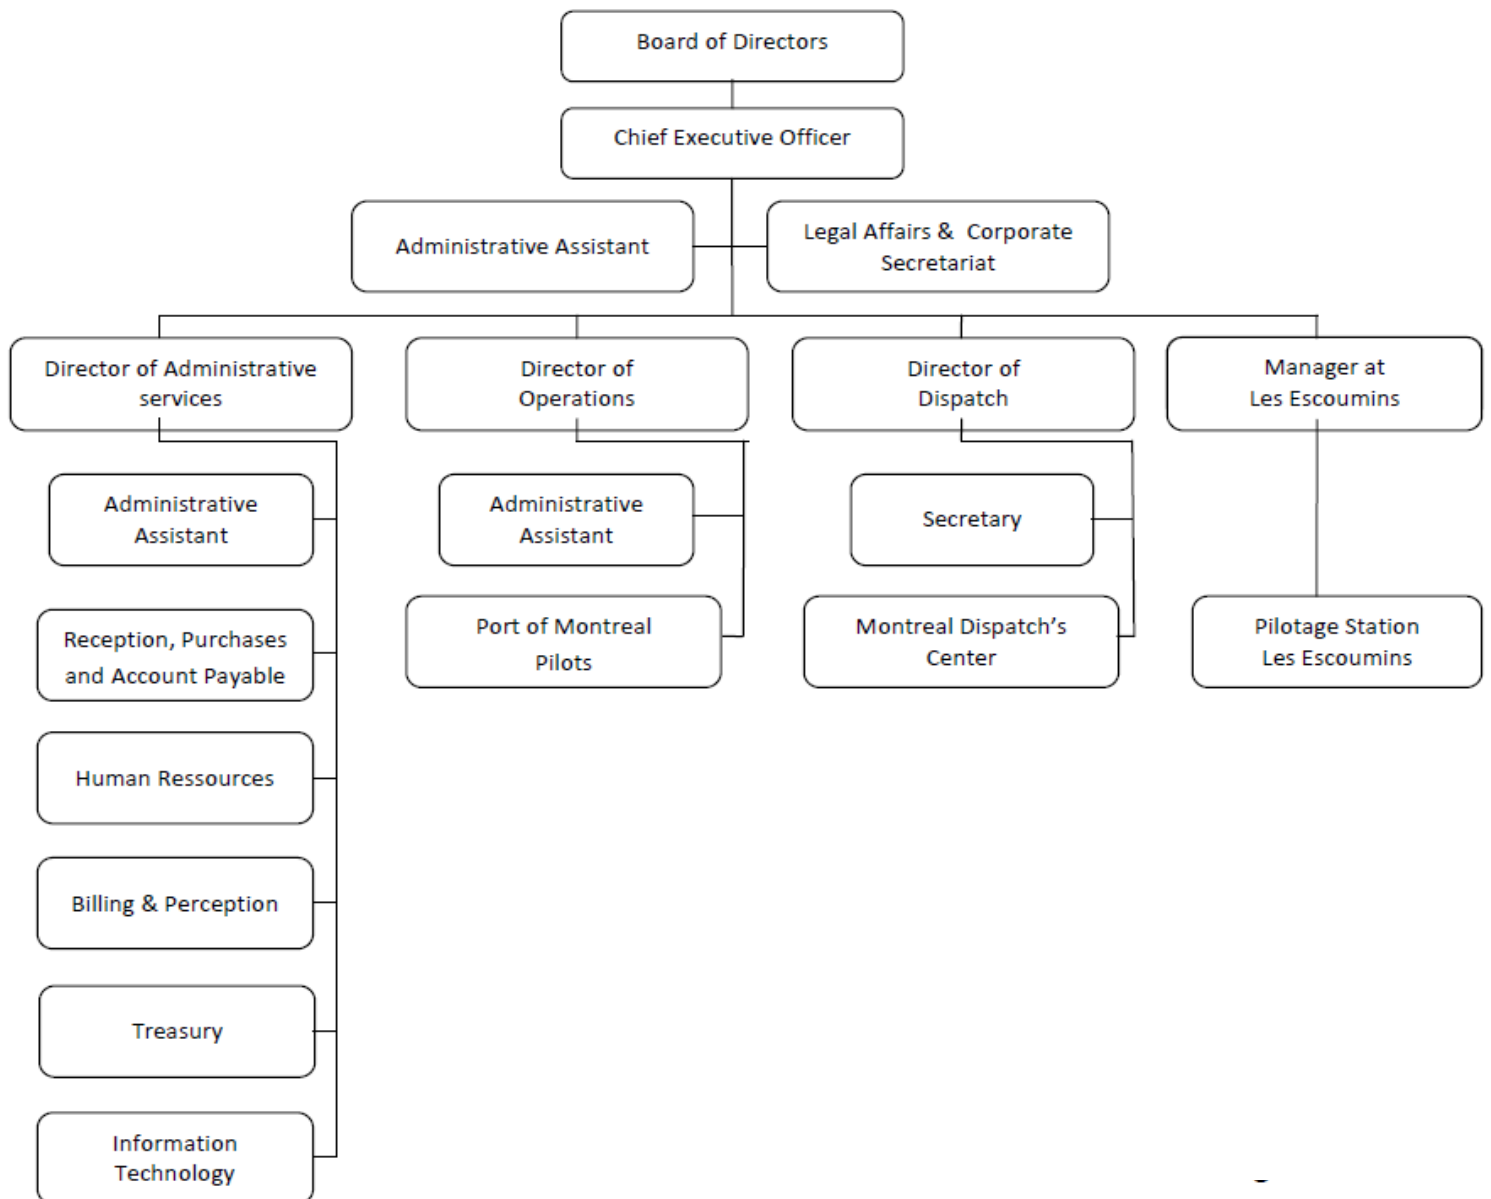 Board of Directors
Chief Executive Officer
Administrative Assistant
Legal Affairs & Corporate
Secretariat
Director of Administrative
services
Director of
Operations
Director of
Dispatch
Manager at
Les Escoumins
Administrative
Assistant
Administrative
Assistant
Secretary
Reception, Purchases
and Account Payable
Port of Montreal
Pilots
Montreal Dispatch’s
Center
Pilotage Station
Les Escoumins
Human Ressources
Billing & Perception
Treasury
Information
Technology